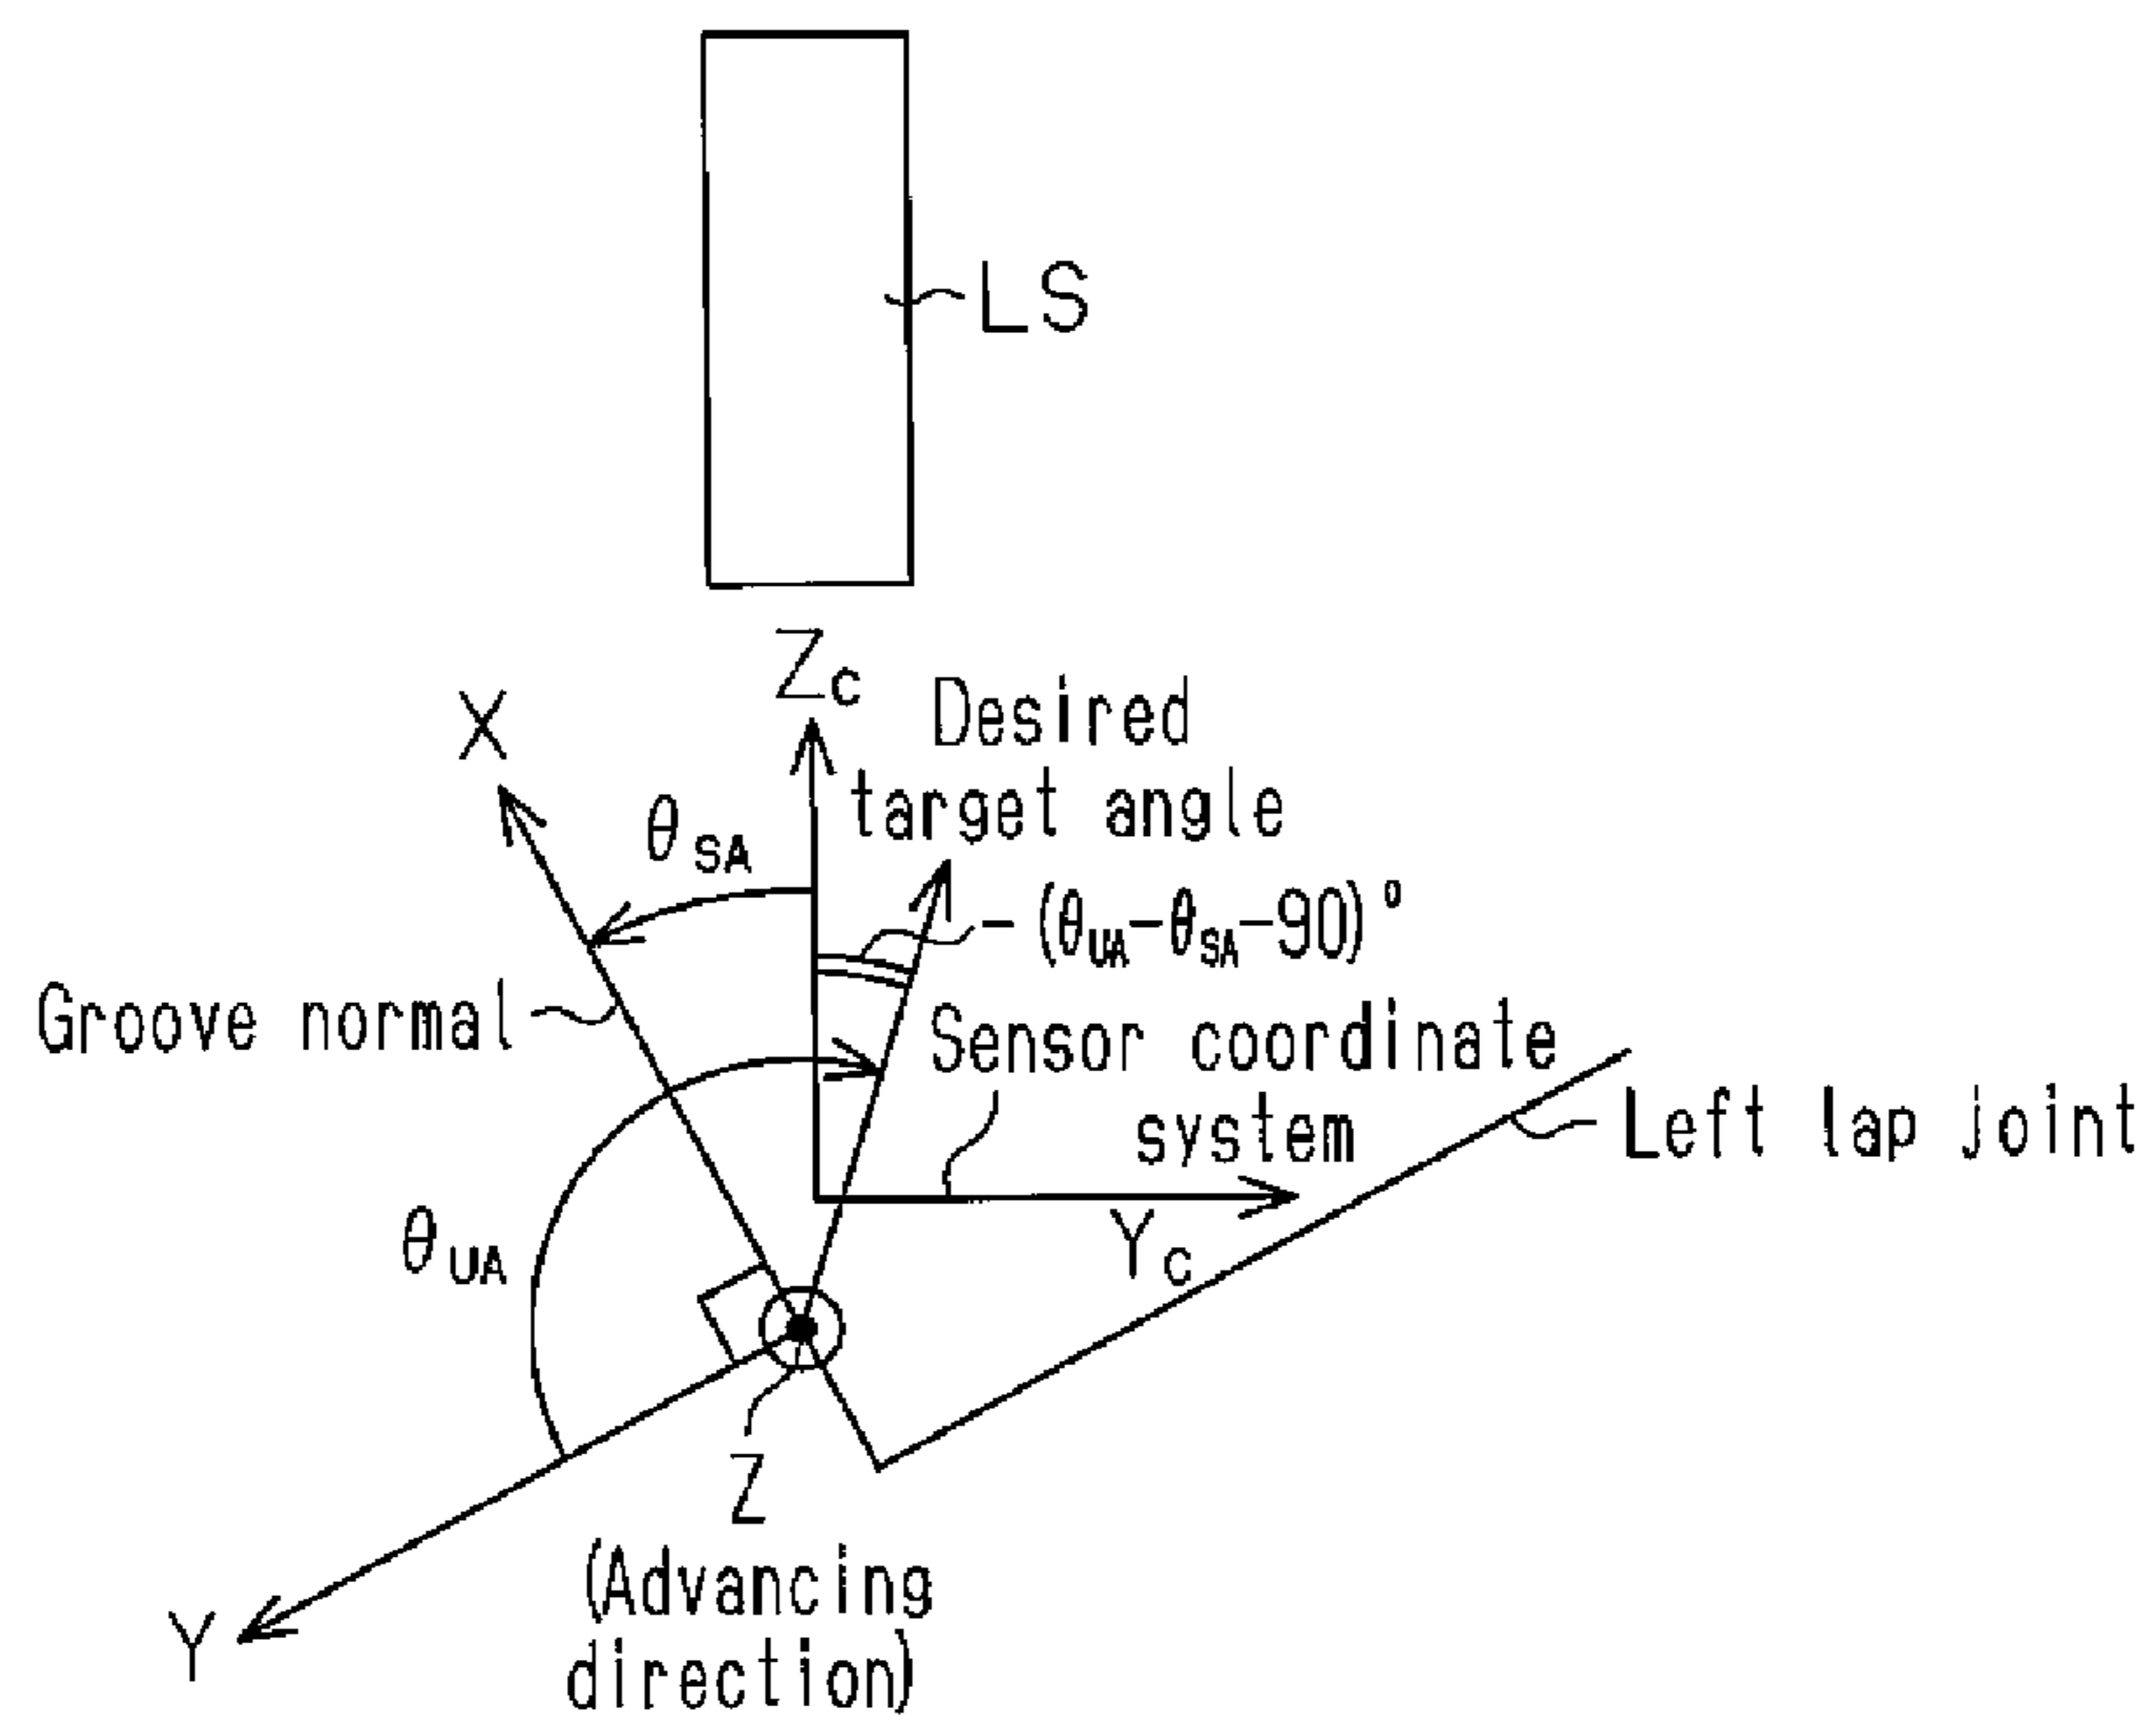 LS
Zc
Desired
target angle
X
θSA
-(θUA-θSA-90)°
Groove normal
Sensor coordinate
system
Left lap joint
θUA
Yc
Z
(Advancing
direction)
Y